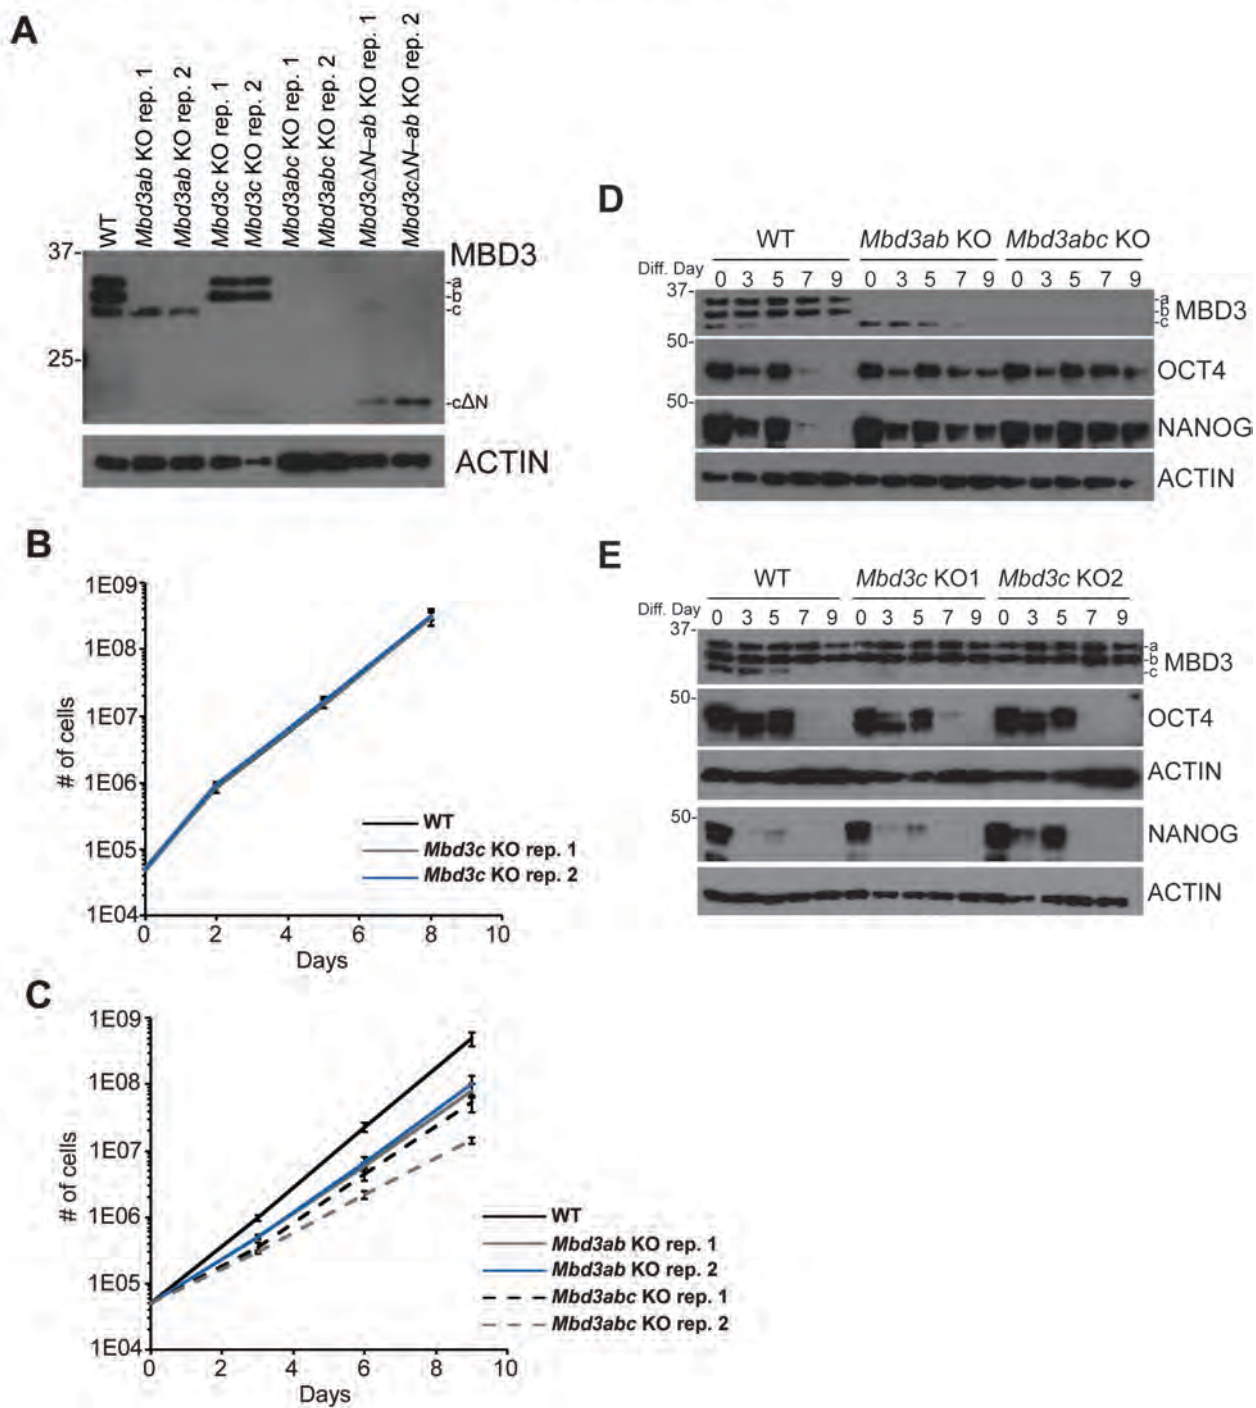 A
WT
Mbd3ab KO rep. 1
Mbd3ab KO rep. 2
Mbd3c KO rep. 1
Mbd3c KO rep. 2
Mbd3abc KO rep. 1
Mbd3abc KO rep. 2
Mbd3cΔN–ab KO rep. 1
Mbd3cΔN–ab KO rep. 2
37-
MBD3
-a
-b
-c
25-
-cΔN
ACTIN
B
1E09
1E08
1E07
1E06
1E05
1E04
# of cells
0 2 4 6 8 10
Days
WT
Mbd3c KO rep. 1
Mbd3c KO rep. 2
C
1E09
1E08
1E07
1E06
1E05
1E04
# of cells
0 2 4 6 8 10
Days
WT
Mbd3ab KO rep. 1
Mbd3ab KO rep. 2
Mbd3abc KO rep. 1
Mbd3abc KO rep. 2
D
WT Mbd3ab KO Mbd3abc KO
Diff. Day 0 3 5 7 9 0 3 5 7 9 0 3 5 7 9
37-
-a
-b MBD3
-c
50-
OCT4
50-
NANOG
ACTIN
E
WT Mbd3c KO1 Mbd3c KO2
Diff. Day 0 3 5 7 9 0 3 5 7 9 0 3 5 7 9
37-
-a
-b MBD3
-c
50-
OCT4
ACTIN
50-
NANOG
ACTIN